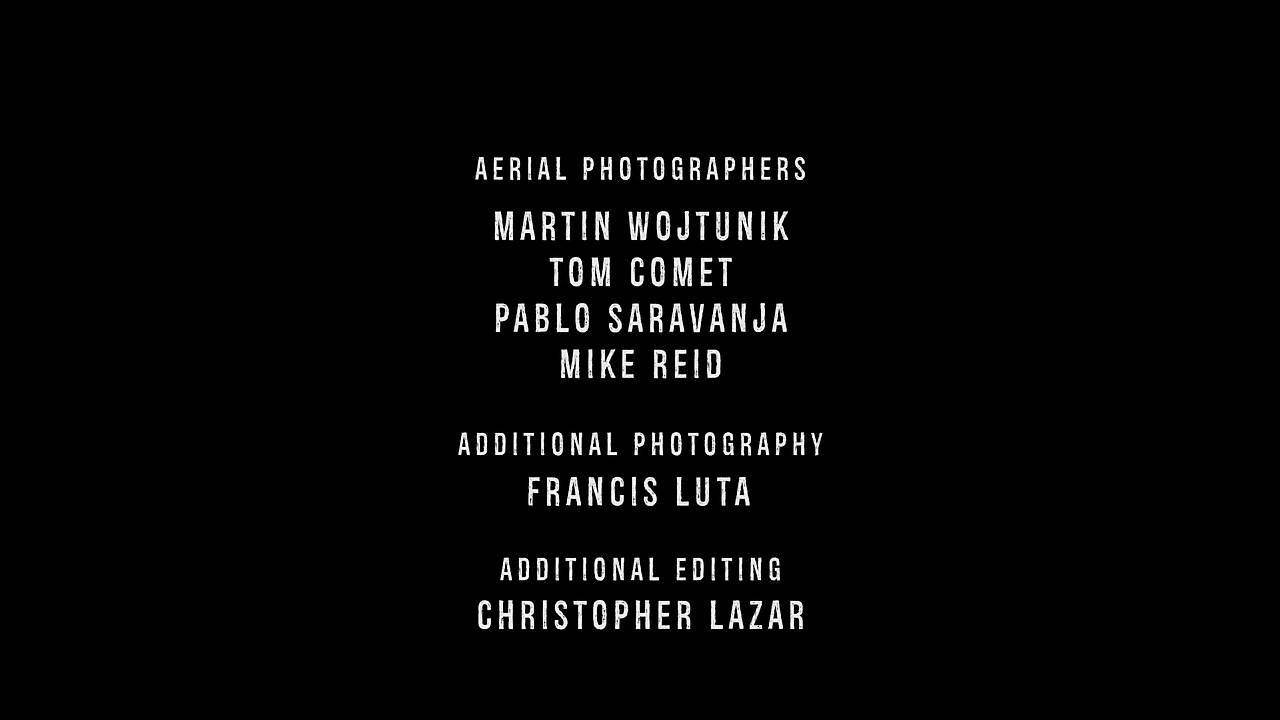 AERIAL PHOTOGRAPHERS
MARTIN WOJTUNIK
TOM COMET
PABLO SARAVANJA
MIKE REID
ADDITIONAL PHOTOGRAPHY
FRANCIS LUTA
ADDITIONAL EDITING
CHRISTOPHER LAZAR